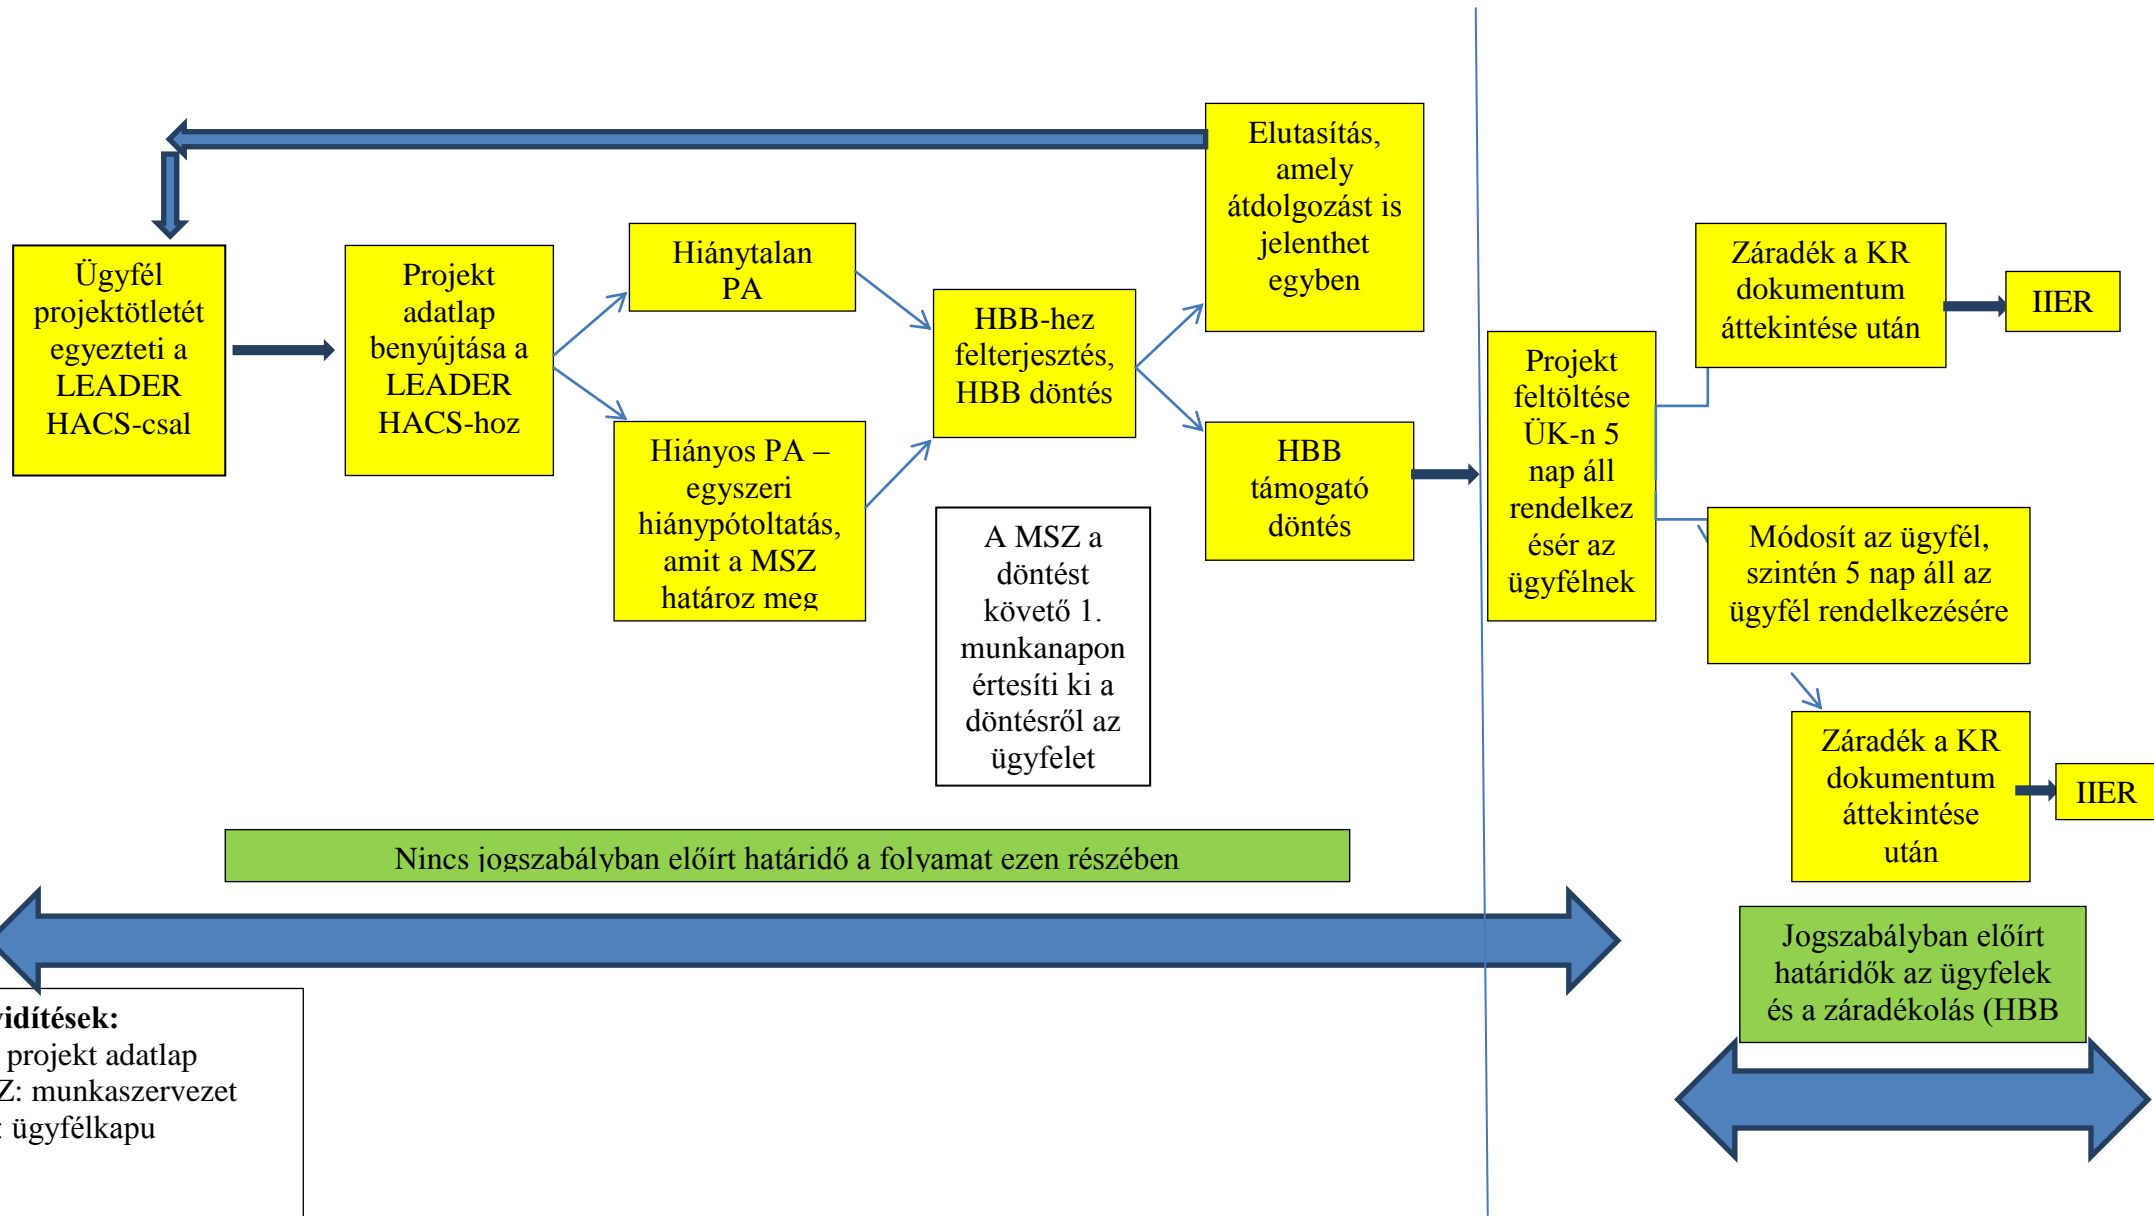 Ügyfél
projektötletét
egyezteti a
LEADER
HACS-csal
Projekt
adatlap
benyújtása a
LEADER
HACS-hoz
Hiánytalan
PA
Hiányos PA –
egyszeri
hiánypótoltatás,
amit a MSZ
határoz meg
HBB-hez
felterjesztés,
HBB döntés
A MSZ a
döntést
követő 1.
munkanapon
értesíti ki a
döntésről az
ügyfelet
Elutasítás,
amely
átdolgozást is
jelenthet
egyben
HBB
támogató
döntés
Projekt
feltöltése
ÜK-n 5
nap áll
rendelkez
ésér az
ügyfélnek
Záradék a KR
dokumentum
áttekintése után
IIER
Módosít az ügyfél,
szintén 5 nap áll az
ügyfél rendelkezésére
Záradék a KR
dokumentum
áttekintése
után
IIER
Nincs jogszabályban előírt határidő a folyamat ezen részében
Jogszabályban előírt
határidők az ügyfelek
és a záradékolás (HBB
vidítések:
projekt adatlap
Z: munkaszervezet
: ügyfélkapu